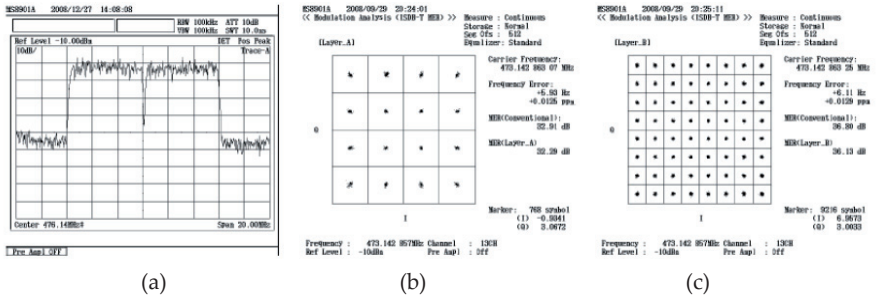 MS8901A 2008/12/27 14:08:08
RBW 100kHz ATT 10dB
VBW 100kHz SWT 10.0ms
Ref Level -10.00dBm
DET Pos Peak
10dB/
Trace-A
Center 476.14MHz#
Span 20.00MHz
Pre Ampl OFF
(a)
MS8901A 2008/09/29 20:24:01
<< Modulation Analysis (ISDB-T MER) >>
Measure : Continuous
Storage : Normal
Seg Ofs : 512
Equalizer: Standard
[Layer_A]
Carrier Frequency:
473.142 863 07 MHz
Frequency Error:
+5.93 Hz
+0.0125 ppm
MER(Conventional):
32.91 dB
MER(Layer_A)
32.29 dB
Q
I
Marker: 768 symbol
(I) -0.9841
(Q) 3.0672
Frequency : 473.142 857MHz Channel : 13CH
Ref Level : -10dBm Pre Ampl : Off
(b)
MS8901A 2008/09/29 20:25:11
<< Modulation Analysis (ISDB-T MER) >>
Measure : Continuous
Storage : Normal
Seg Ofs : 512
Equalizer: Standard
[Layer_B]
Carrier Frequency:
473.142 863 25 MHz
Frequency Error:
+6.11 Hz
+0.0129 ppm
MER(Conventional):
36.80 dB
MER(Layer_B)
36.13 dB
Q
I
Marker: 9216 symbol
(I) 6.9673
(Q) 3.0033
Frequency : 473.142 857MHz Channel : 13CH
Ref Level : -10dBm Pre Ampl : Off
(c)